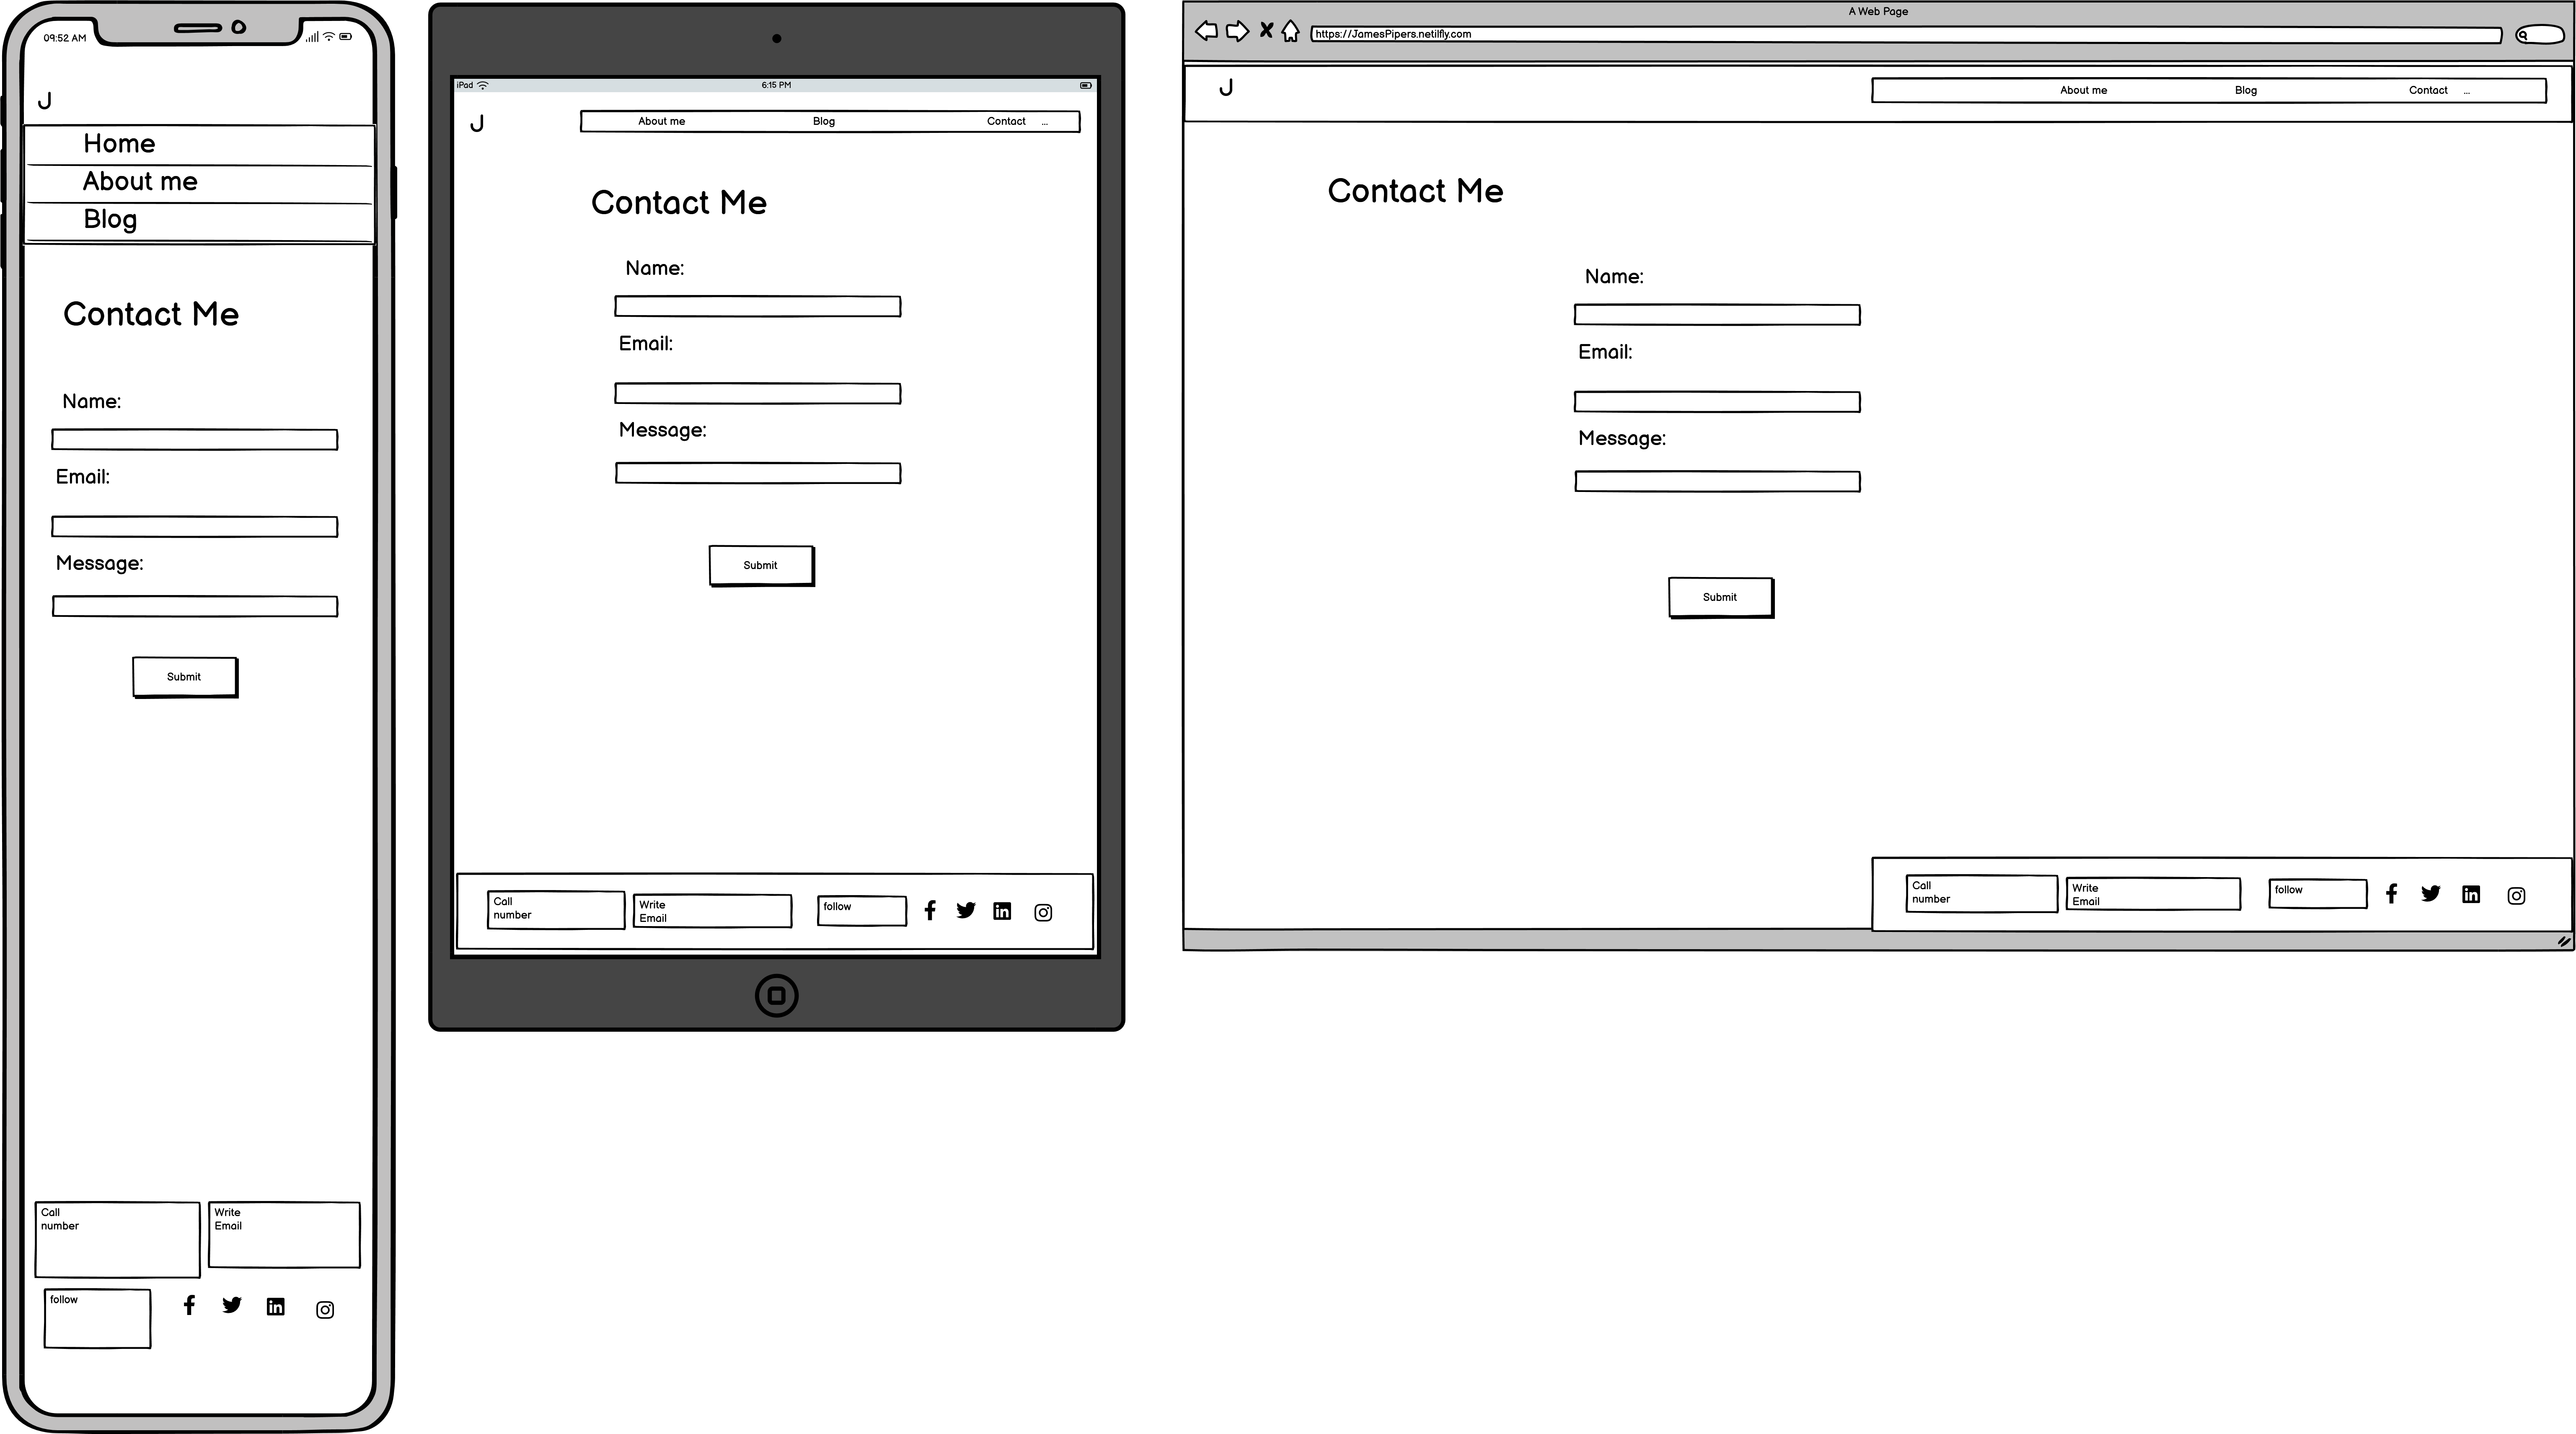 09:52 AM
J
Home
About me
Blog
Contact Me
Name:
Email:
Message:
Submit
Call
number
Write
Email
follow
iPad
6:15 PM
J
About me Blog Contact ...
Contact Me
Name:
Email:
Message:
Submit
Call
number
Write
Email
follow
A Web Page
https://JamesPipers.netilfly.com
J
About me Blog Contact ...
Contact Me
Name:
Email:
Message:
Submit
Call
number
Write
Email
follow